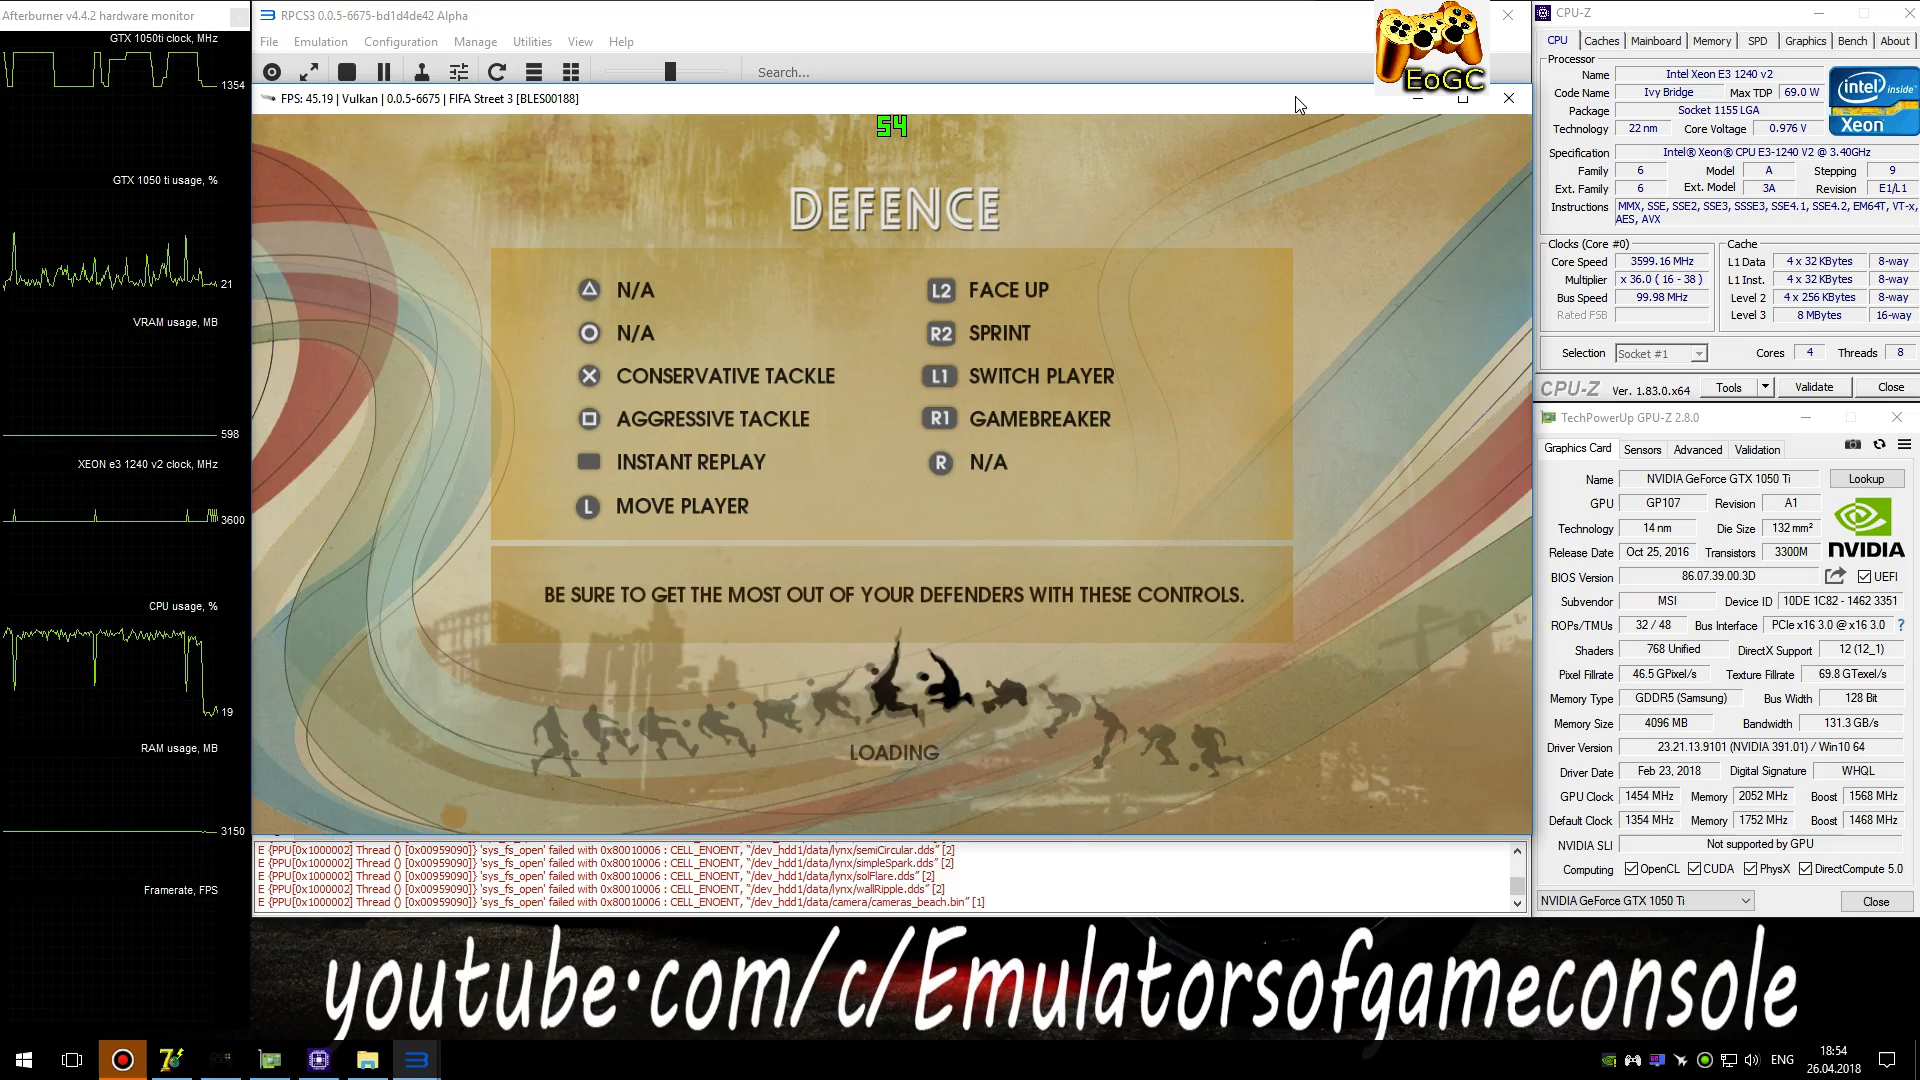 Afterburner v4.4.2 hardware monitor
GTX 1050ti clock, MHz
1354
GTX 1050 ti usage, %
21
VRAM usage, MB
598
XEON e3 1240 v2 clock, MHz
3600
CPU usage, %
19
RAM usage, MB
3150
Framerate, FPS
RPCS3 0.0.5-6675-bd1d4de42 Alpha
File Emulation Configuration Manage Utilities View Help
Search...
EoGC
FPS: 45.19 | Vulkan | 0.0.5-6675 | FIFA Street 3 [BLES00188]
54
DEFENCE
N/A
N/A
CONSERVATIVE TACKLE
AGGRESSIVE TACKLE
INSTANT REPLAY
L MOVE PLAYER
L2 FACE UP
R2 SPRINT
L1 SWITCH PLAYER
R1 GAMEBREAKER
R N/A
BE SURE TO GET THE MOST OUT OF YOUR DEFENDERS WITH THESE CONTROLS.
LOADING
E {PPU[0x1000002] Thread () [0x00959090]} 'sys_fs_open' failed with 0x80010006 : CELL_ENOENT, "/dev_hdd1/data/lynx/semiCircular.dds" [2]
E {PPU[0x1000002] Thread () [0x00959090]} 'sys_fs_open' failed with 0x80010006 : CELL_ENOENT, "/dev_hdd1/data/lynx/simpleSpark.dds" [2]
E {PPU[0x1000002] Thread () [0x00959090]} 'sys_fs_open' failed with 0x80010006 : CELL_ENOENT, "/dev_hdd1/data/lynx/solFlare.dds" [2]
E {PPU[0x1000002] Thread () [0x00959090]} 'sys_fs_open' failed with 0x80010006 : CELL_ENOENT, "/dev_hdd1/data/lynx/wallRipple.dds" [2]
E {PPU[0x1000002] Thread () [0x00959090]} 'sys_fs_open' failed with 0x80010006 : CELL_ENOENT, "/dev_hdd1/data/camera/cameras_beach.bin" [1]
CPU-Z
CPU Caches Mainboard Memory SPD Graphics Bench About
Processor
Name Intel Xeon E3 1240 v2
Code Name Ivy Bridge Max TDP 69.0 W
Package Socket 1155 LGA
Technology 22 nm Core Voltage 0.976 V
intel inside
Xeon
Specification Intel® Xeon® CPU E3-1240 V2 @ 3.40GHz
Family 6 Model A Stepping 9
Ext. Family 6 Ext. Model 3A Revision E1/L1
Instructions MMX, SSE, SSE2, SSE3, SSSE3, SSE4.1, SSE4.2, EM64T, VT-x,
AES, AVX
Clocks (Core #0)
Core Speed 3599.16 MHz
Multiplier x 36.0 ( 16 - 38 )
Bus Speed 99.98 MHz
Rated FSB
Cache
L1 Data 4 x 32 KBytes 8-way
L1 Inst. 4 x 32 KBytes 8-way
Level 2 4 x 256 KBytes 8-way
Level 3 8 MBytes 16-way
Selection Socket #1 Cores 4 Threads 8
CPU-Z Ver. 1.83.0.x64 Tools Validate Close
TechPowerUp GPU-Z 2.8.0
Graphics Card Sensors Advanced Validation
Name NVIDIA GeForce GTX 1050 Ti Lookup
GPU GP107 Revision A1
Technology 14 nm Die Size 132 mm²
Release Date Oct 25, 2016 Transistors 3300M
NVIDIA
BIOS Version 86.07.39.00.3D UEFI
Subvendor MSI Device ID 10DE 1C82 - 1462 3351
ROPs/TMUs 32 / 48 Bus Interface PCIe x16 3.0 @ x16 3.0 ?
Shaders 768 Unified DirectX Support 12 (12_1)
Pixel Fillrate 46.5 GPixel/s Texture Fillrate 69.8 GTexel/s
Memory Type GDDR5 (Samsung) Bus Width 128 Bit
Memory Size 4096 MB Bandwidth 131.3 GB/s
Driver Version 23.21.13.9101 (NVIDIA 391.01) / Win10 64
Driver Date Feb 23, 2018 Digital Signature WHQL
GPU Clock 1454 MHz Memory 2052 MHz Boost 1568 MHz
Default Clock 1354 MHz Memory 1752 MHz Boost 1468 MHz
NVIDIA SLI Not supported by GPU
Computing OpenCL CUDA PhysX DirectCompute 5.0
NVIDIA GeForce GTX 1050 Ti Close
youtube.com/c/Emulatorsofgameconsole
ENG
18:54
26.04.2018